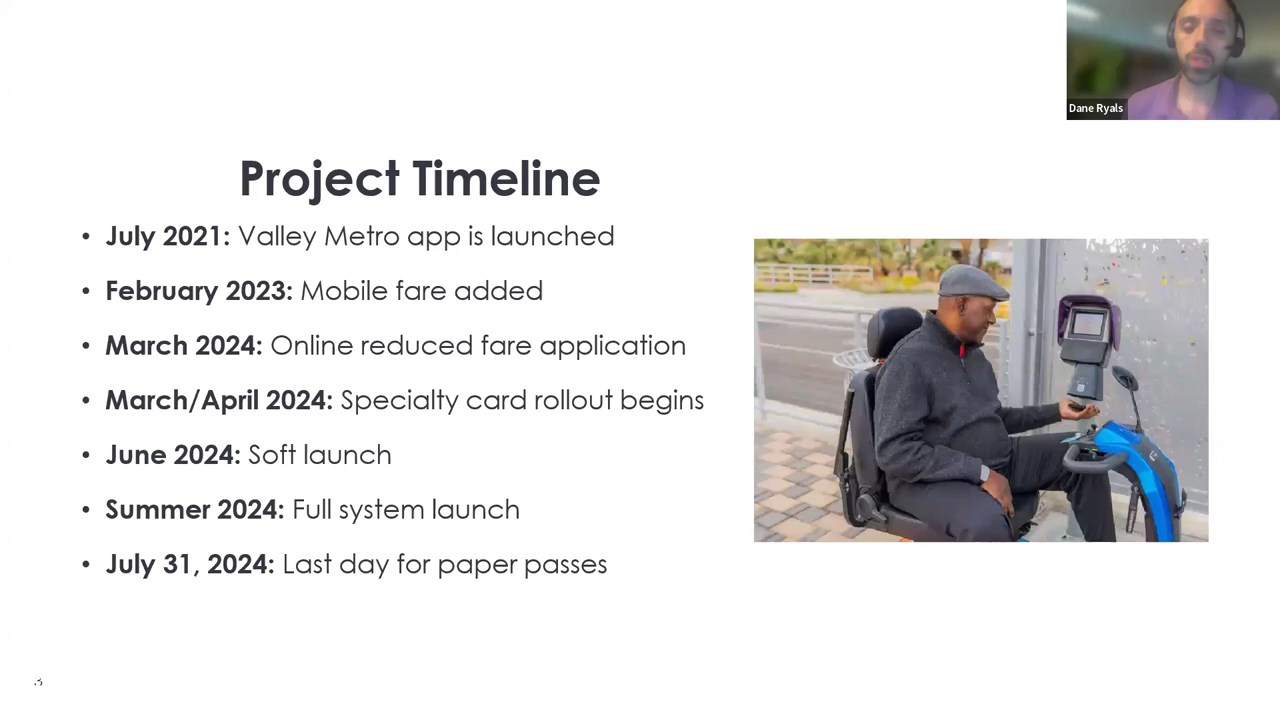 Dane Ryals
Project Timeline
• July 2021: Valley Metro app is launched
• February 2023: Mobile fare added
• March 2024: Online reduced fare application
• March/April 2024: Specialty card rollout begins
• June 2024: Soft launch
• Summer 2024: Full system launch
• July 31, 2024: Last day for paper passes